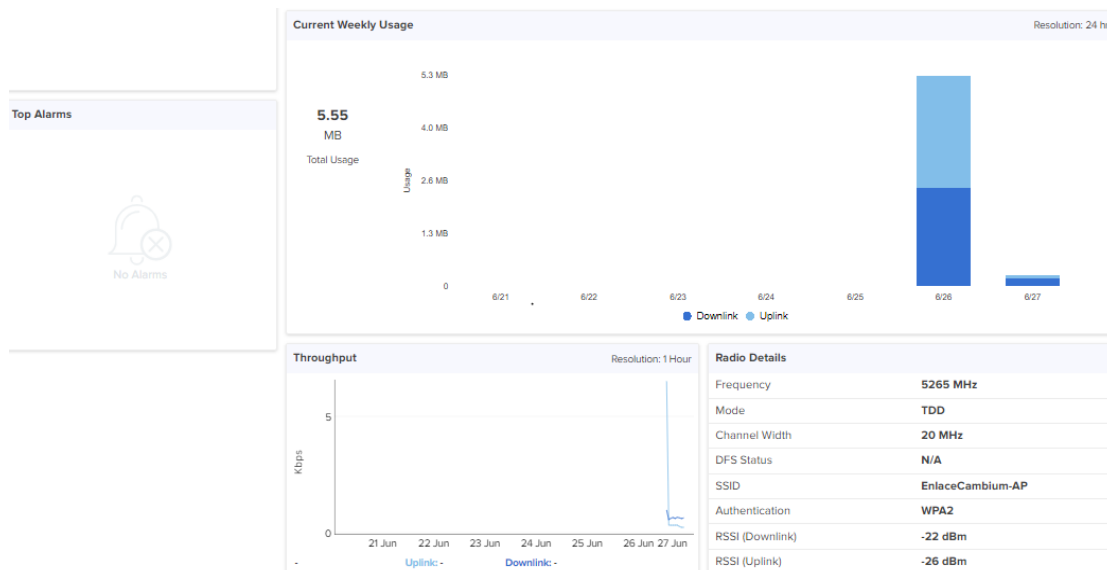 Current Weekly Usage
Resolution: 24
Top Alarms
No Alarms
5.55
MB
Total Usage
Usage
5.3 MB
4.0 MB
2.6 MB
1.3 MB
0
6/21 6/22 6/23 6/24 6/25 6/26 6/27
Downlink Uplink
Throughput
Resolution: 1 Hour
Kbps
5
0
21 Jun 22 Jun 23 Jun 24 Jun 25 Jun 26 Jun 27 Jun
- Uplink: - Downlink: -
Radio Details
Frequency 5265 MHz
Mode TDD
Channel Width 20 MHz
DFS Status N/A
SSID EnlaceCambium-AP
Authentication WPA2
RSSI (Downlink) -22 dBm
RSSI (Uplink) -26 dBm